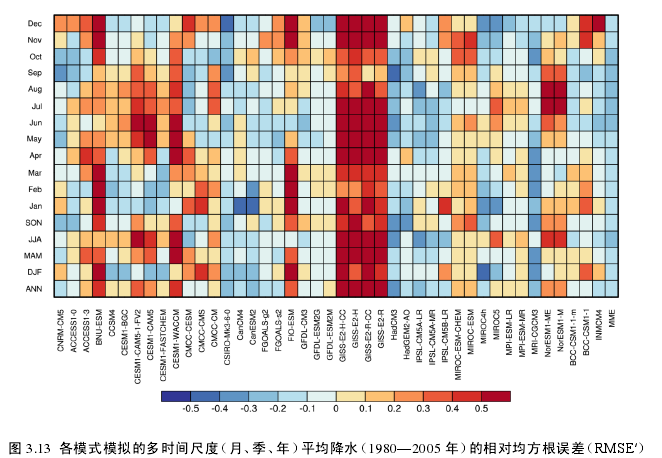 Dec
Nov
Oct
Sep
Aug
Jul
Jun
May
Apr
Mar
Feb
Jan
SON
JJA
MAM
DJF
ANN
CNRM-CM5
ACCESS1-0
ACCESS1-3
BNU-ESM
CCSM4
CESM1-BGC
CESM1-CAM5-1-FV2
CESM1-CAM5
CESM1-FASTCHEM
CESM1-WACCM
CMCC-CESM
CMCC-CMS
CMCC-CM
CSIRO-Mk3-6-0
CanCM4
CanESM2
FGOALS-g2
FGOALS-s2
FIO-ESM
GFDL-CM3
GFDL-ESM2G
GFDL-ESM2M
GISS-E2-H-CC
GISS-E2-H
GISS-E2-R-CC
GISS-E2-R
HadCM3
HadGEM2-AO
IPSL-CM5A-LR
IPSL-CM5A-MR
IPSL-CM5B-LR
MIROC-ESM-CHEM
MIROC-ESM
MIROC4h
MIROC5
MPI-ESM-LR
MPI-ESM-MR
MRI-CGCM3
NorESM1-ME
NorESM1-M
BCC-CSM1-1-m
BCC-CSM1-1
INMCM4
MME
-0.5 -0.4 -0.3 -0.2 -0.1 0 0.1 0.2 0.3 0.4 0.5
图 3.13 各模式模拟的多时间尺度(月、季、年)平均降水(1980—2005 年)的相对均方根误差(RMSE′)